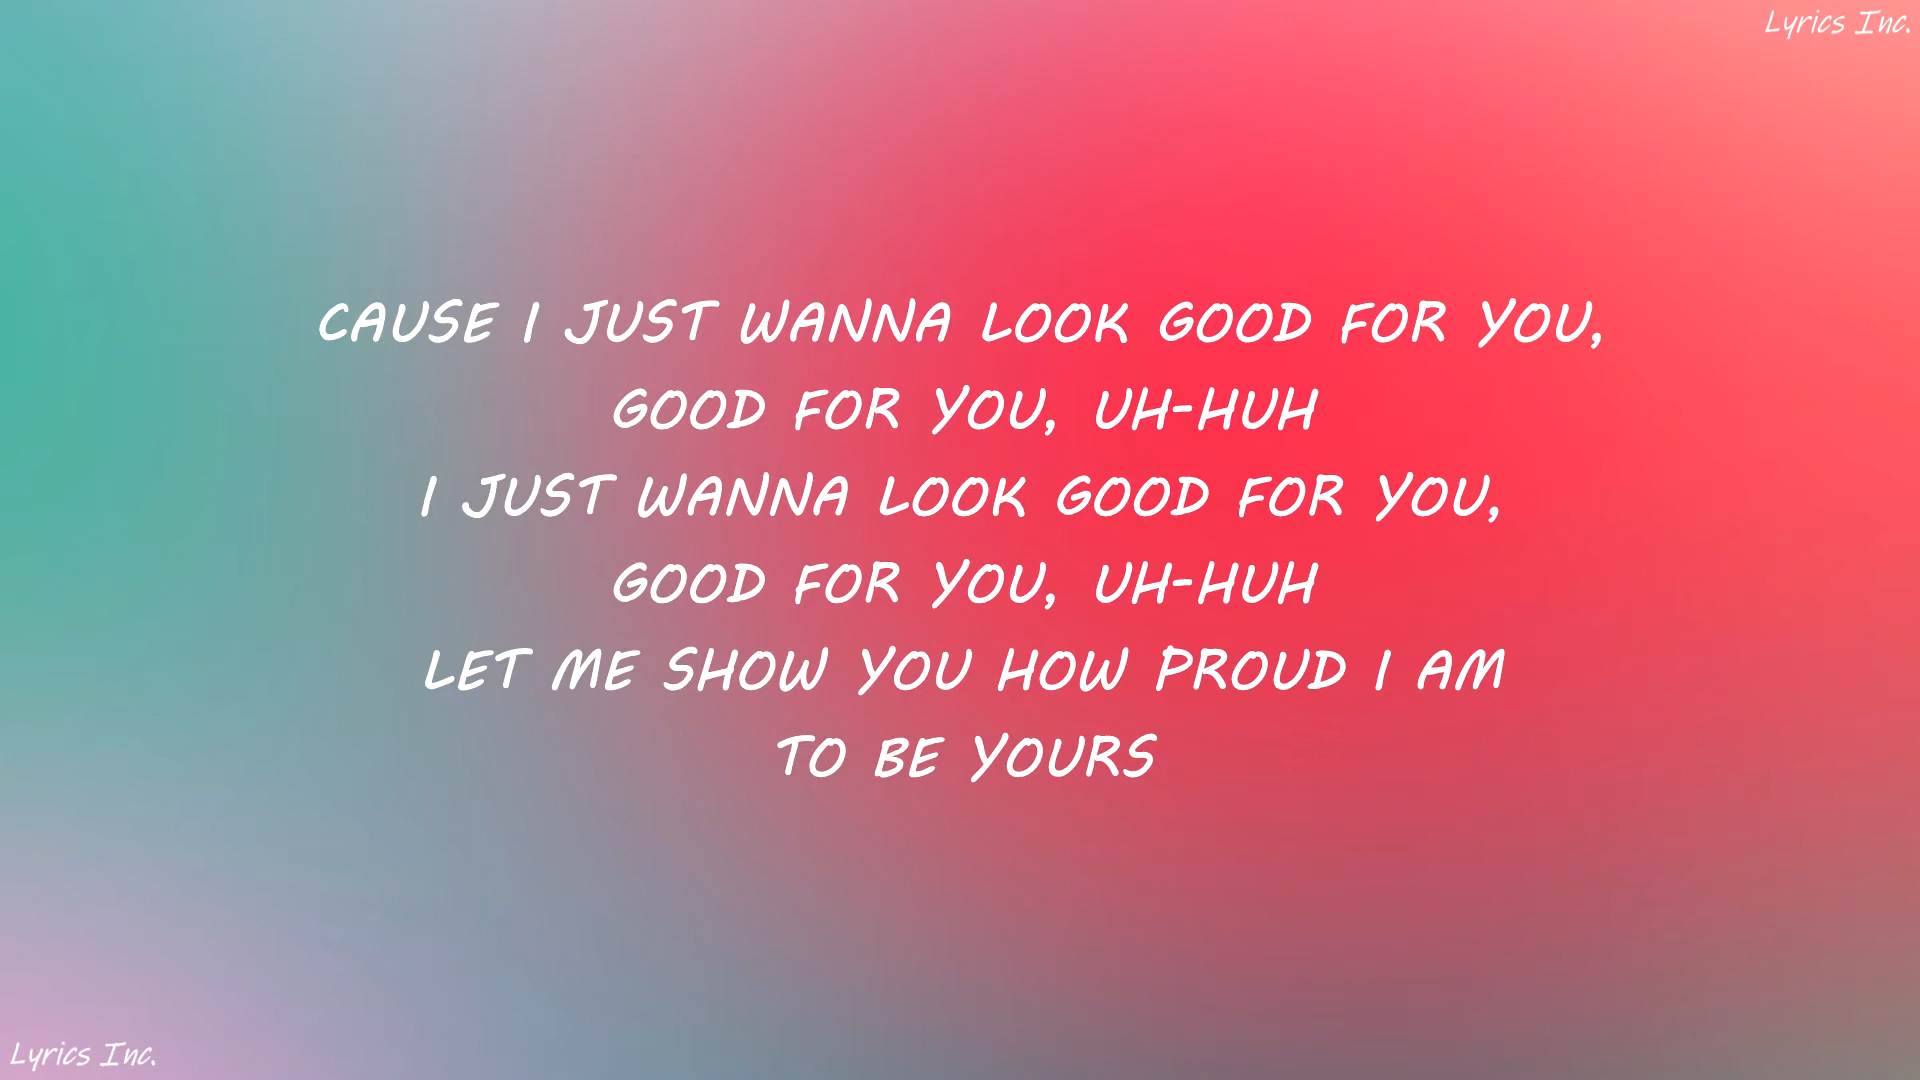 Lyrics Inc.
CAUSE I JUST WANNA LOOK GOOD FOR YOU,
GOOD FOR YOU, UH-HUH
I JUST WANNA LOOK GOOD FOR YOU,
GOOD FOR YOU, UH-HUH
LET ME SHOW YOU HOW PROUD I AM
TO BE YOURS
Lyrics Inc.